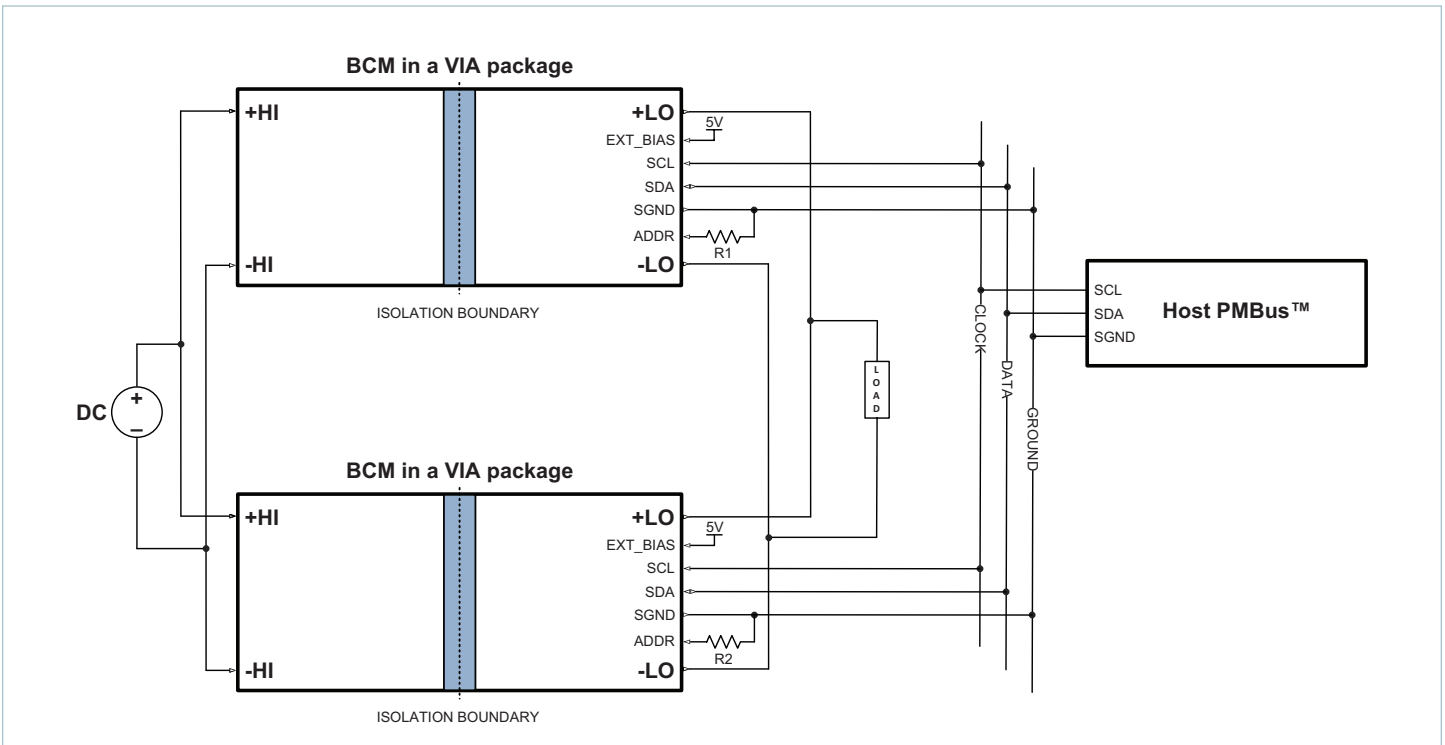 BCM in a VIA package
+HI
-HI
+LO
5V
EXT_BIAS
SCL
SDA
SGND
ADDR
R1
-LO
ISOLATION BOUNDARY
DC
+
–
LOAD
CLOCK
DATA
GROUND
SCL
SDA
SGND
Host PMBus™
BCM in a VIA package
+HI
-HI
+LO
5V
EXT_BIAS
SCL
SDA
SGND
ADDR
R2
-LO
ISOLATION BOUNDARY